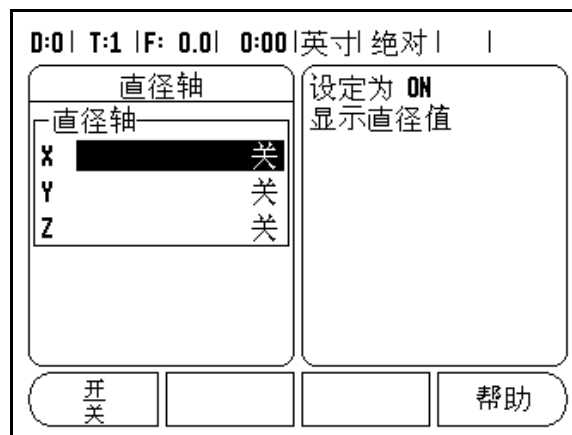 D:0| T:1 |F: 0.0| 0:00|英寸| 绝对| |
直径轴
直径轴
X 关
Y 关
Z 关
设定为 ON
显示直径值
开
关
帮助